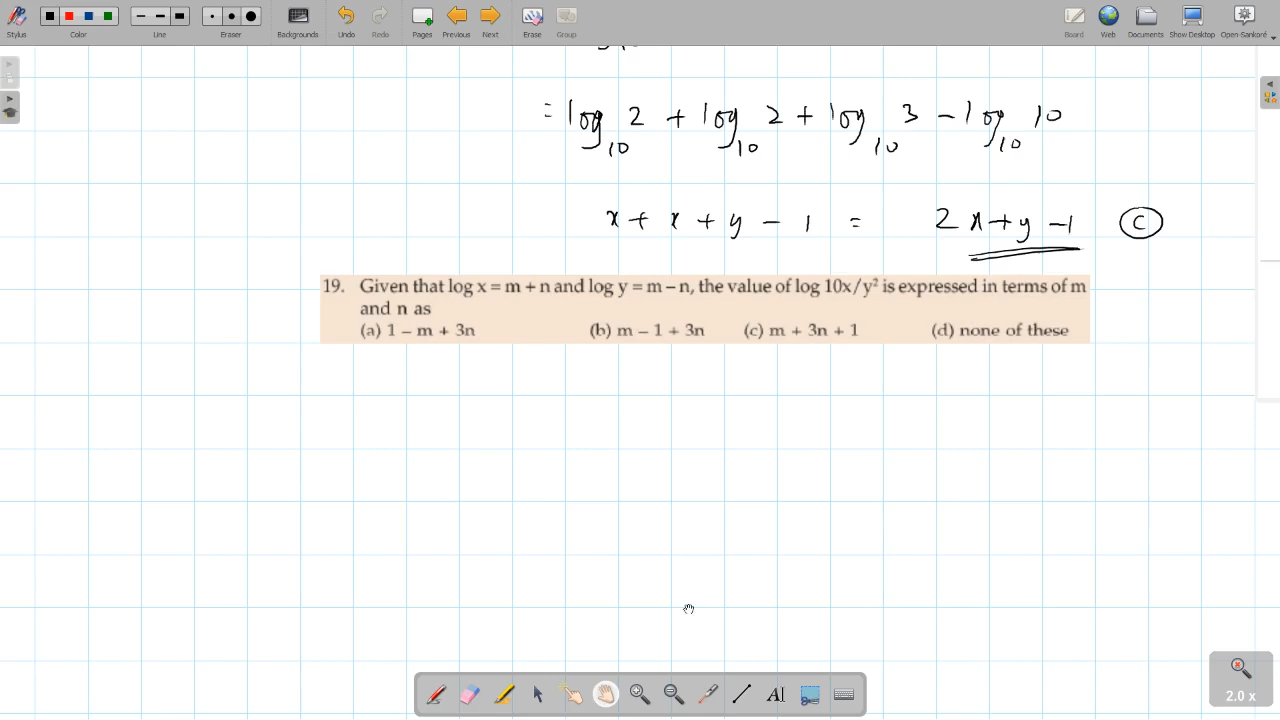 Stylus Color Line Eraser Backgrounds Undo Redo Pages Previous Next Erase Group Board Web Documents Show Desktop Open-Sankoré
= log₁₀ 2 + log₁₀ 2 + log₁₀ 3 − log₁₀ 10
x + x + y − 1 = 2x + y − 1 (C)
19. Given that log x = m + n and log y = m − n, the value of log 10x/y² is expressed in terms of m
and n as
(a) 1 − m + 3n (b) m − 1 + 3n (c) m + 3n + 1 (d) none of these
2.0 x